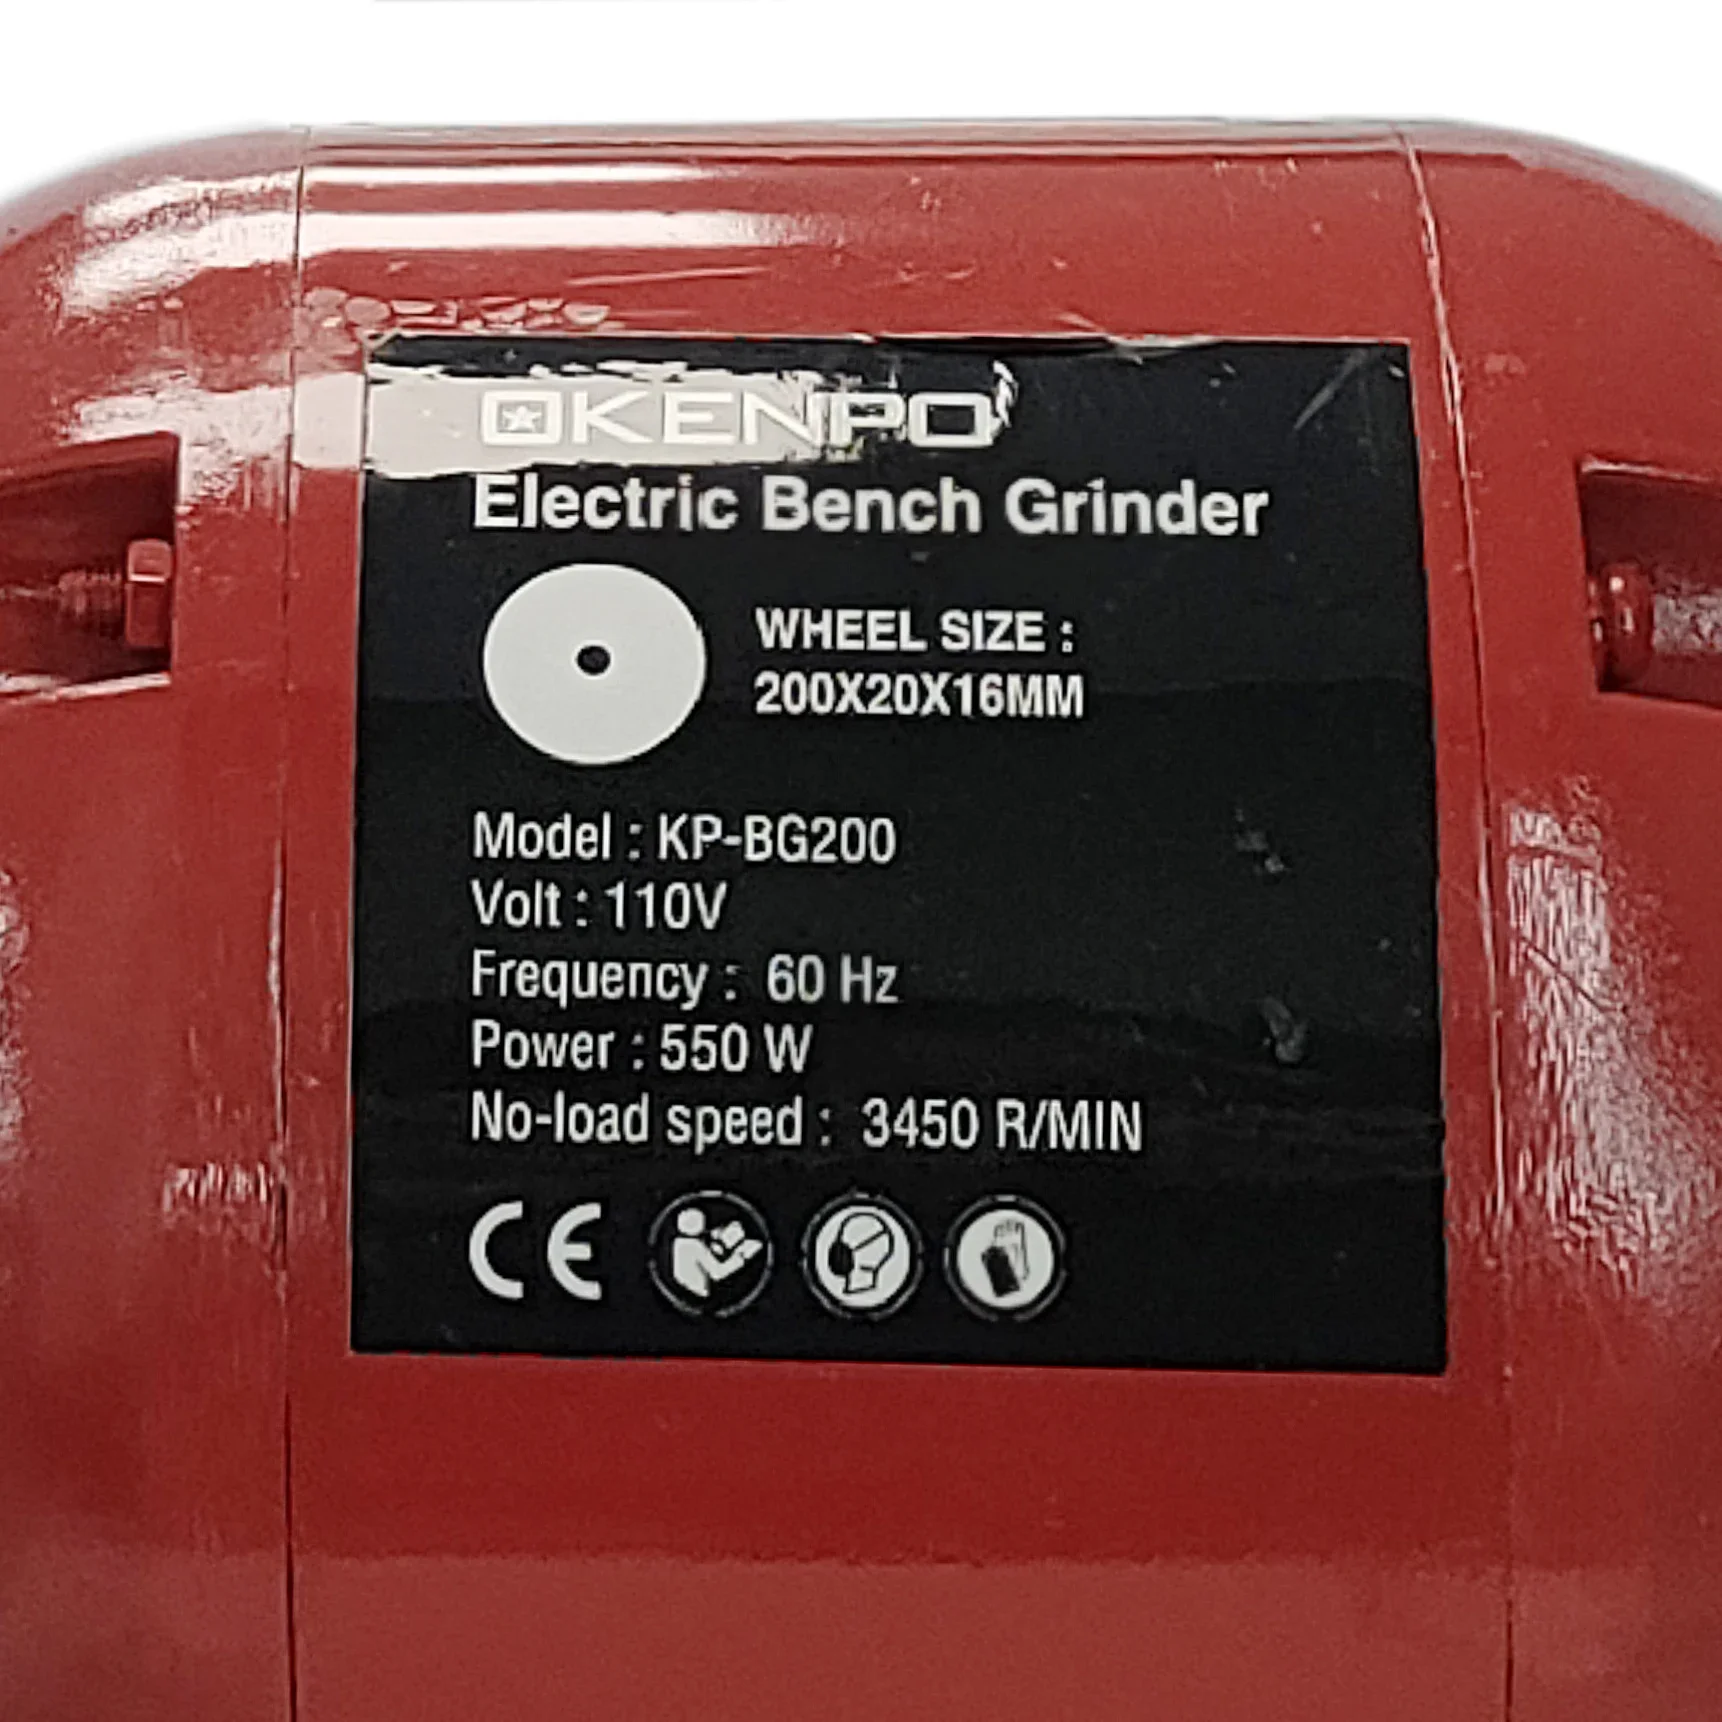 KENPO
Electric Bench Grinder
WHEEL SIZE :
200X20X16MM
Model : KP-BG200
Volt : 110V
Frequency : 60 Hz
Power : 550 W
No-load speed : 3450 R/MIN
CE